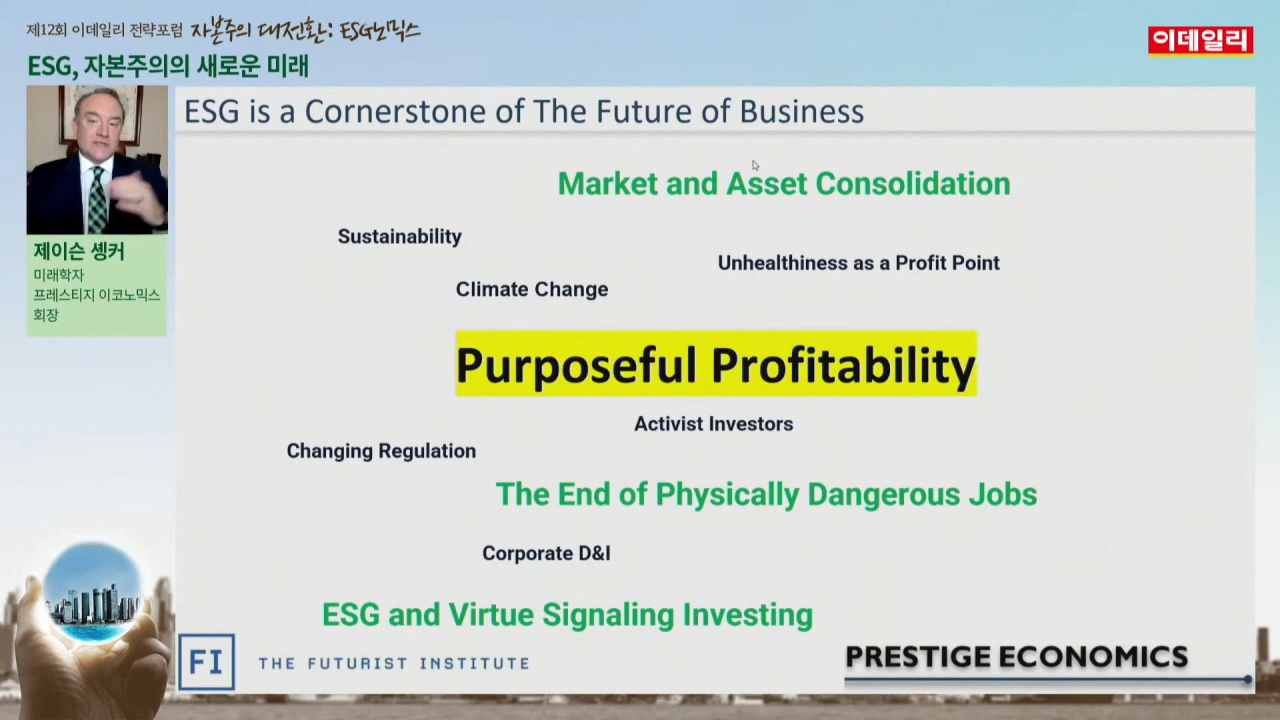 제12회 이데일리 전략포럼 자본주의 대전환: ESG노믹스
이데일리
ESG, 자본주의의 새로운 미래
제이슨 솅커
미래학자
프레스티지 이코노믹스
회장
ESG is a Cornerstone of The Future of Business
Market and Asset Consolidation
Sustainability
Unhealthiness as a Profit Point
Climate Change
Purposeful Profitability
Activist Investors
Changing Regulation
The End of Physically Dangerous Jobs
Corporate D&I
ESG and Virtue Signaling Investing
FI THE FUTURIST INSTITUTE
PRESTIGE ECONOMICS